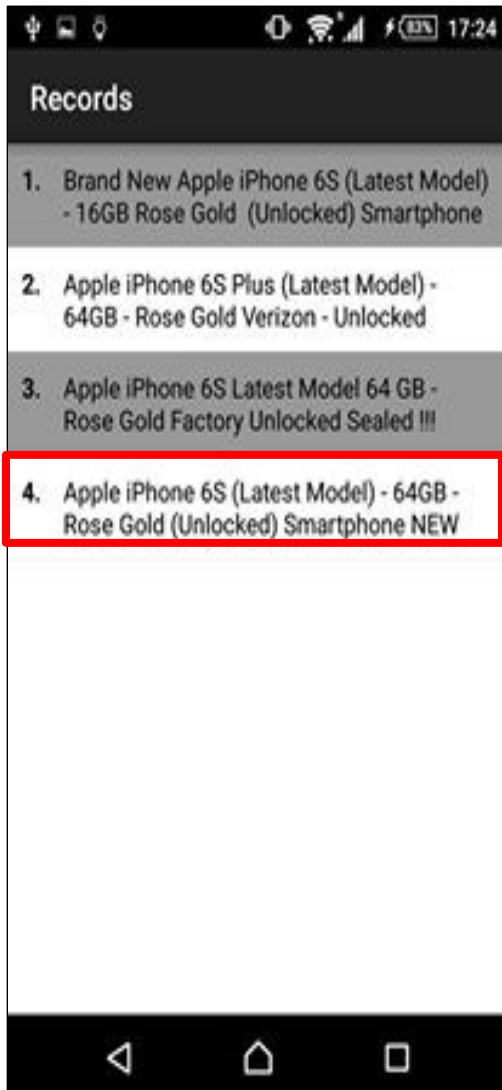 83% 17:24
Records
1. Brand New Apple iPhone 6S (Latest Model)
- 16GB Rose Gold (Unlocked) Smartphone
2. Apple iPhone 6S Plus (Latest Model) -
64GB - Rose Gold Verizon - Unlocked
3. Apple iPhone 6S Latest Model 64 GB -
Rose Gold Factory Unlocked Sealed !!!
4. Apple iPhone 6S (Latest Model) - 64GB -
Rose Gold (Unlocked) Smartphone NEW